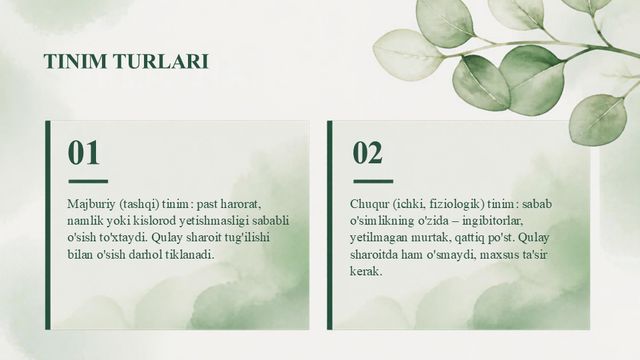 TINIM TURLARI
01
Majburiy (tashqi) tinim: past harorat,
namlik yoki kislorod yetishmasligi sababli
o'sish to'xtaydi. Qulay sharoit tug'ilishi
bilan o'sish darhol tiklanadi.
02
Chuqur (ichki, fiziologik) tinim: sabab
o'simlikning o'zida – ingibitorlar,
yetilmagan murtak, qattiq po'st. Qulay
sharoitda ham o'smaydi, maxsus ta'sir
kerak.